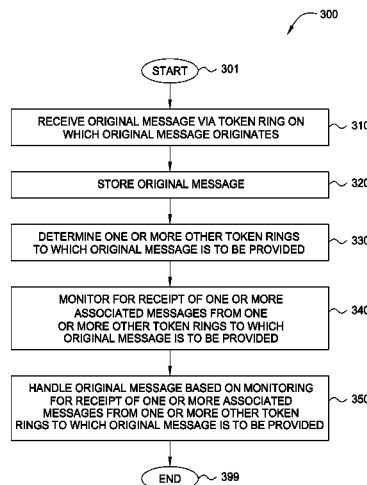 300
START 301
RECEIVE ORIGINAL MESSAGE VIA TOKEN RING ON
WHICH ORIGINAL MESSAGE ORIGINATES
310
STORE ORIGINAL MESSAGE
320
DETERMINE ONE OR MORE OTHER TOKEN RINGS
TO WHICH ORIGINAL MESSAGE IS TO BE PROVIDED
330
MONITOR FOR RECEIPT OF ONE OR MORE
ASSOCIATED MESSAGES FROM ONE
OR MORE OTHER TOKEN RINGS TO WHICH
ORIGINAL MESSAGE IS TO BE PROVIDED
340
HANDLE ORIGINAL MESSAGE BASED ON MONITORING
FOR RECEIPT OF ONE OR MORE ASSOCIATED
MESSAGES FROM ONE OR MORE OTHER TOKEN
RINGS TO WHICH ORIGINAL MESSAGE IS TO BE PROVIDED
350
END 399